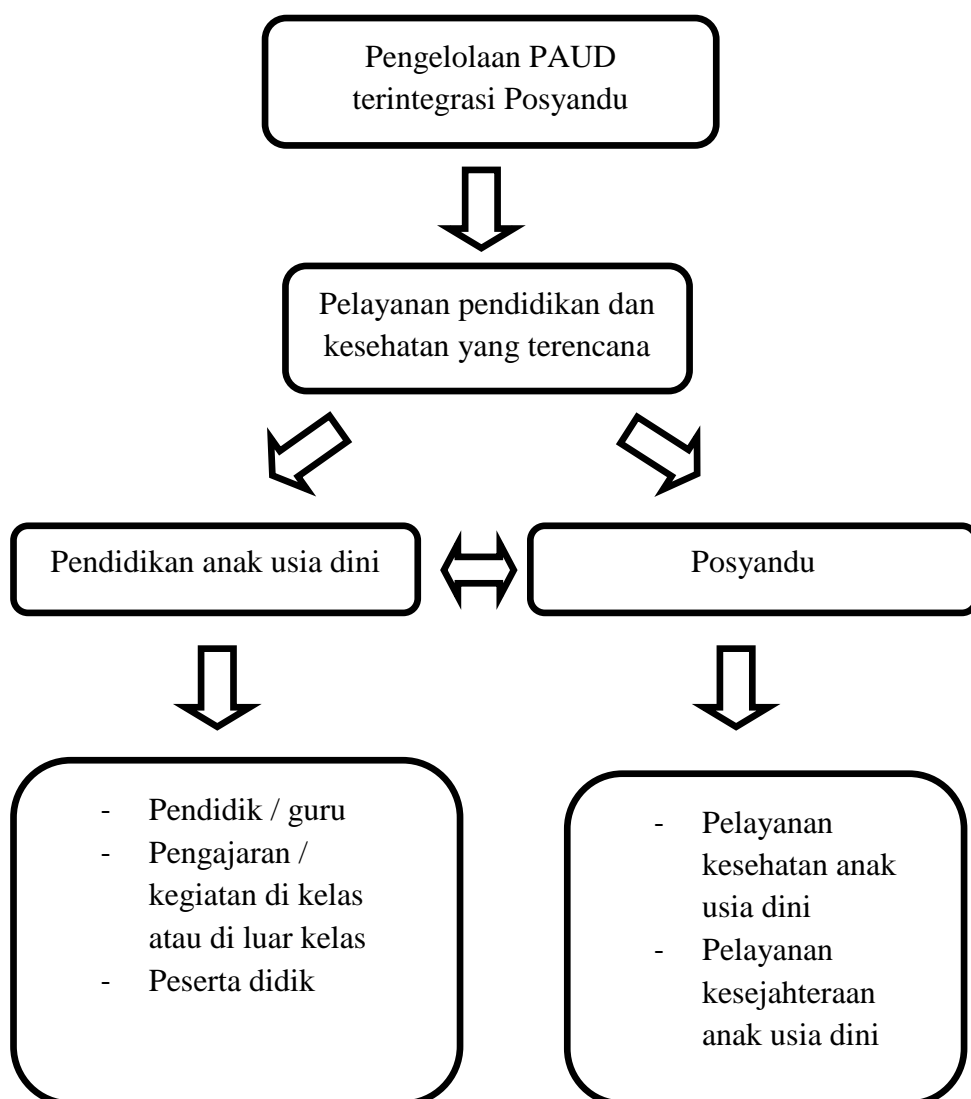 Pengelolaan PAUD
terintegrasi Posyandu
Pelayanan pendidikan dan
kesehatan yang terencana
Pendidikan anak usia dini
Posyandu
- Pendidik / guru
- Pengajaran /
kegiatan di kelas
atau di luar kelas
- Peserta didik
- Pelayanan
kesehatan anak
usia dini
- Pelayanan
kesejahteraan
anak usia dini